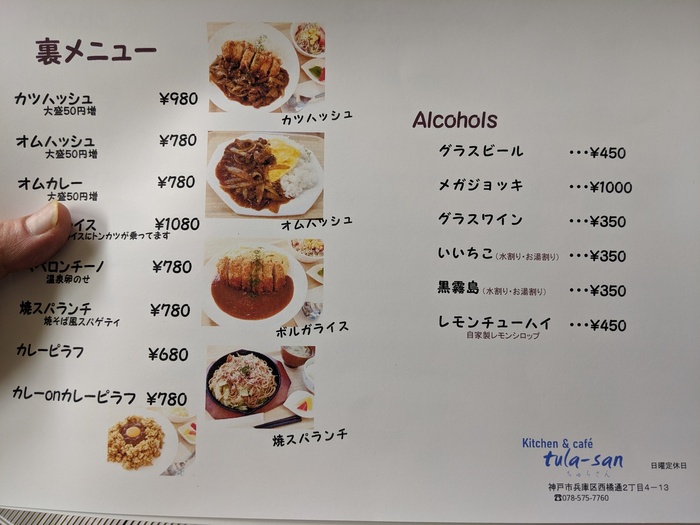 裏メニュー
カツハッシュ ¥980
大盛50円増
オムハッシュ ¥780
大盛50円増
オムカレー ¥780
大盛50円増
イス ¥1080
イスにトンカツが乗ってます
ペロンチーノ ¥780
温泉卵のせ
焼スパランチ ¥780
焼そば風スパゲティ
カレーピラフ ¥680
カレーonカレーピラフ ¥780
カツハッシュ
オムハッシュ
ボルガライス
焼スパランチ
Alcohols
グラスビール …¥450
メガジョッキ …¥1000
グラスワイン …¥350
いいちこ(水割り・お湯割り) …¥350
黒霧島(水割り・お湯割り) …¥350
レモンチューハイ …¥450
自家製レモンシロップ
Kitchen & café
tula-san
ちゅらさん
日曜定休日
神戸市兵庫区西橘通2丁目4-13
☎078-575-7760